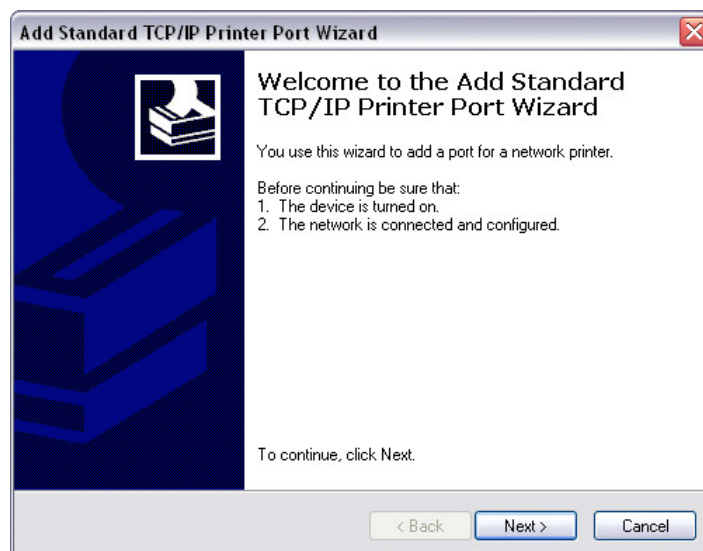 Add Standard TCP/IP Printer Port Wizard
Welcome to the Add Standard
TCP/IP Printer Port Wizard
You use this wizard to add a port for a network printer.
Before continuing be sure that:
1. The device is turned on.
2. The network is connected and configured.
To continue, click Next.
< Back
Next >
Cancel